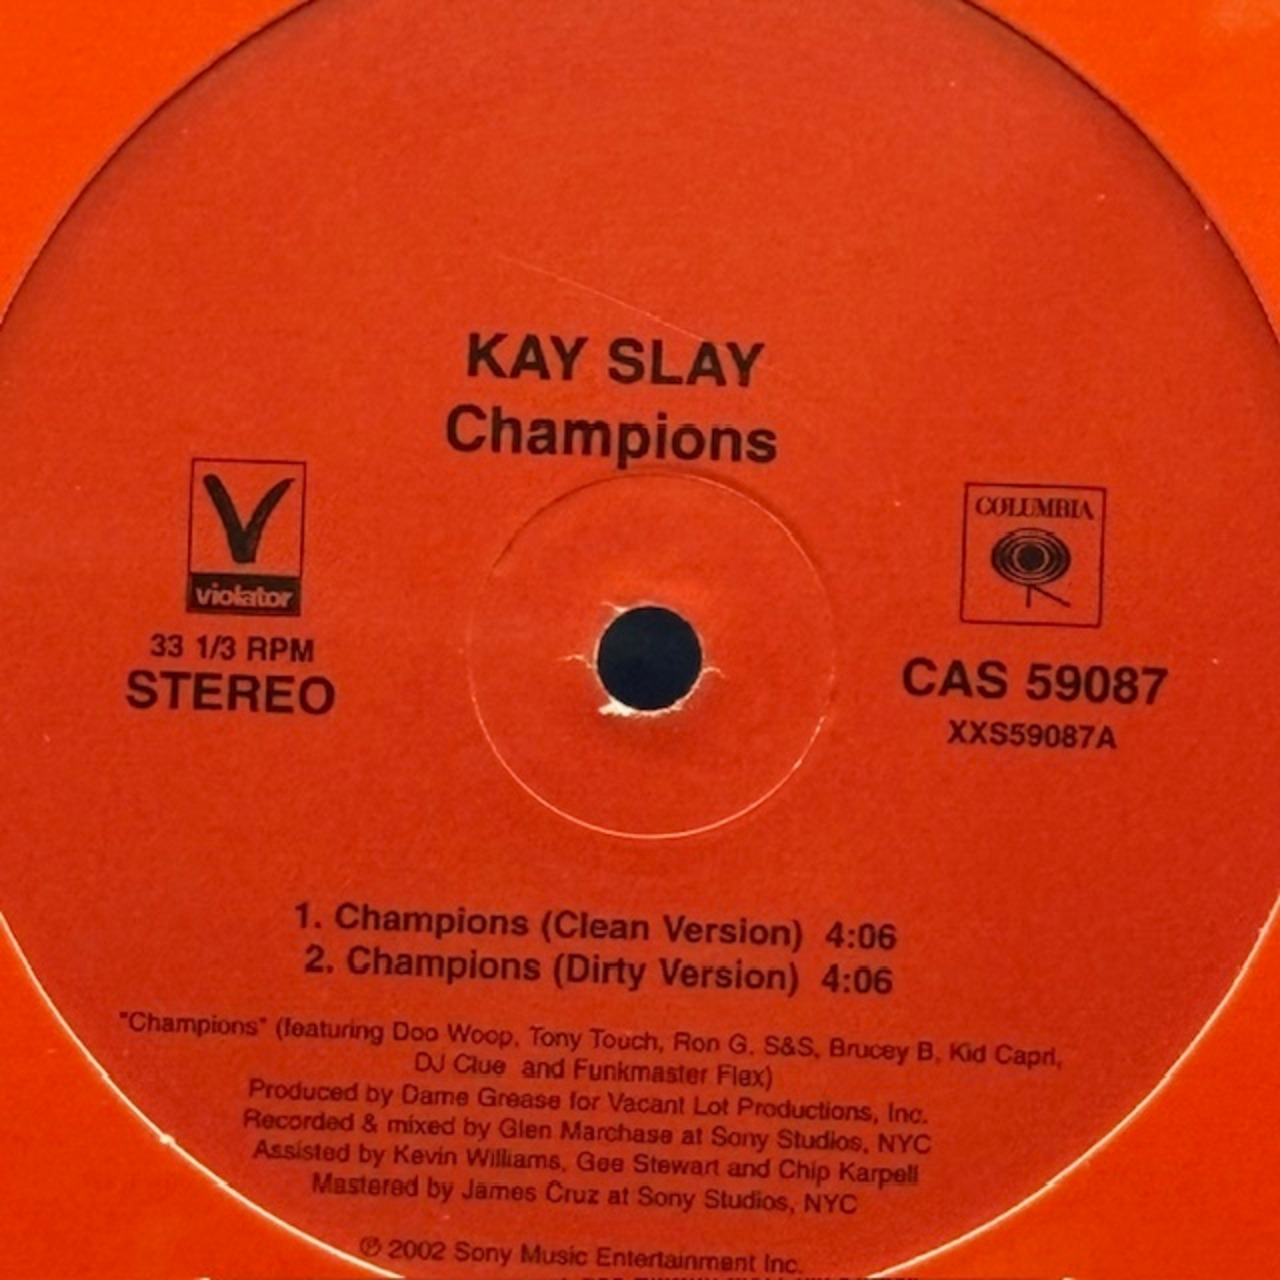 KAY SLAY
Champions
violator
33 1/3 RPM
STEREO
COLUMBIA
CAS 59087
XXS59087A
1. Champions (Clean Version) 4:06
2. Champions (Dirty Version) 4:06
"Champions" (featuring Doo Woop, Tony Touch, Ron G, S&S, Brucey B, Kid Capri,
DJ Clue and Funkmaster Flex)
Produced by Dame Grease for Vacant Lot Productions, Inc.
Recorded & mixed by Glen Marchase at Sony Studios, NYC
Assisted by Kevin Williams, Gee Stewart and Chip Karpell
Mastered by James Cruz at Sony Studios, NYC
℗ 2002 Sony Music Entertainment Inc.